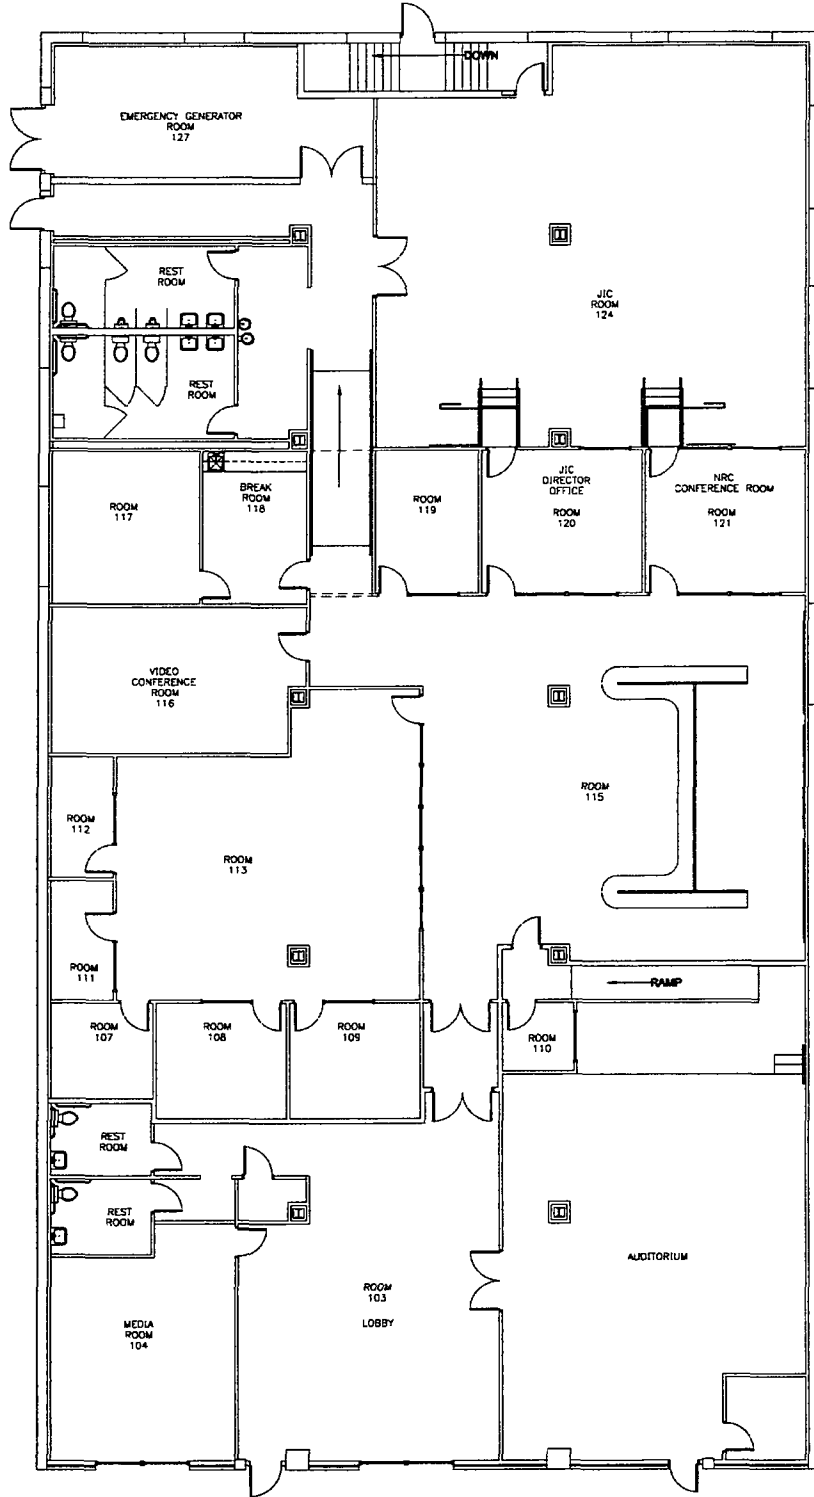 DOWN
EMERGENCY GENERATOR
ROOM
127
REST
ROOM
JIC
ROOM
124
REST
ROOM
ROOM
117
BREAK
ROOM
118
ROOM
119
JIC
DIRECTOR
OFFICE
ROOM
120
NRC
CONFERENCE ROOM
ROOM
121
VIDEO
CONFERENCE
ROOM
116
ROOM
115
ROOM
112
ROOM
113
ROOM
111
RAMP
ROOM
107
ROOM
108
ROOM
109
ROOM
110
REST
ROOM
REST
ROOM
AUDITORIUM
ROOM
103
LOBBY
MEDIA
ROOM
104